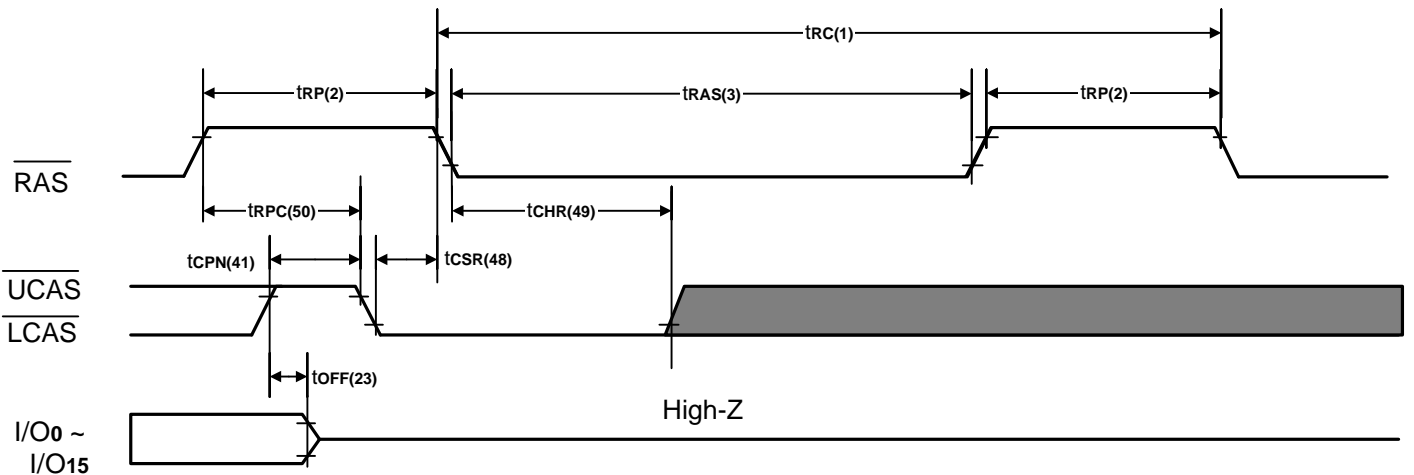 tRC(1)
tRP(2)
tRAS(3)
tRP(2)
RAS
tRPC(50)
tCHR(49)
tCPN(41)
tCSR(48)
UCAS
LCAS
tOFF(23)
High-Z
I/O0 ~
I/O15